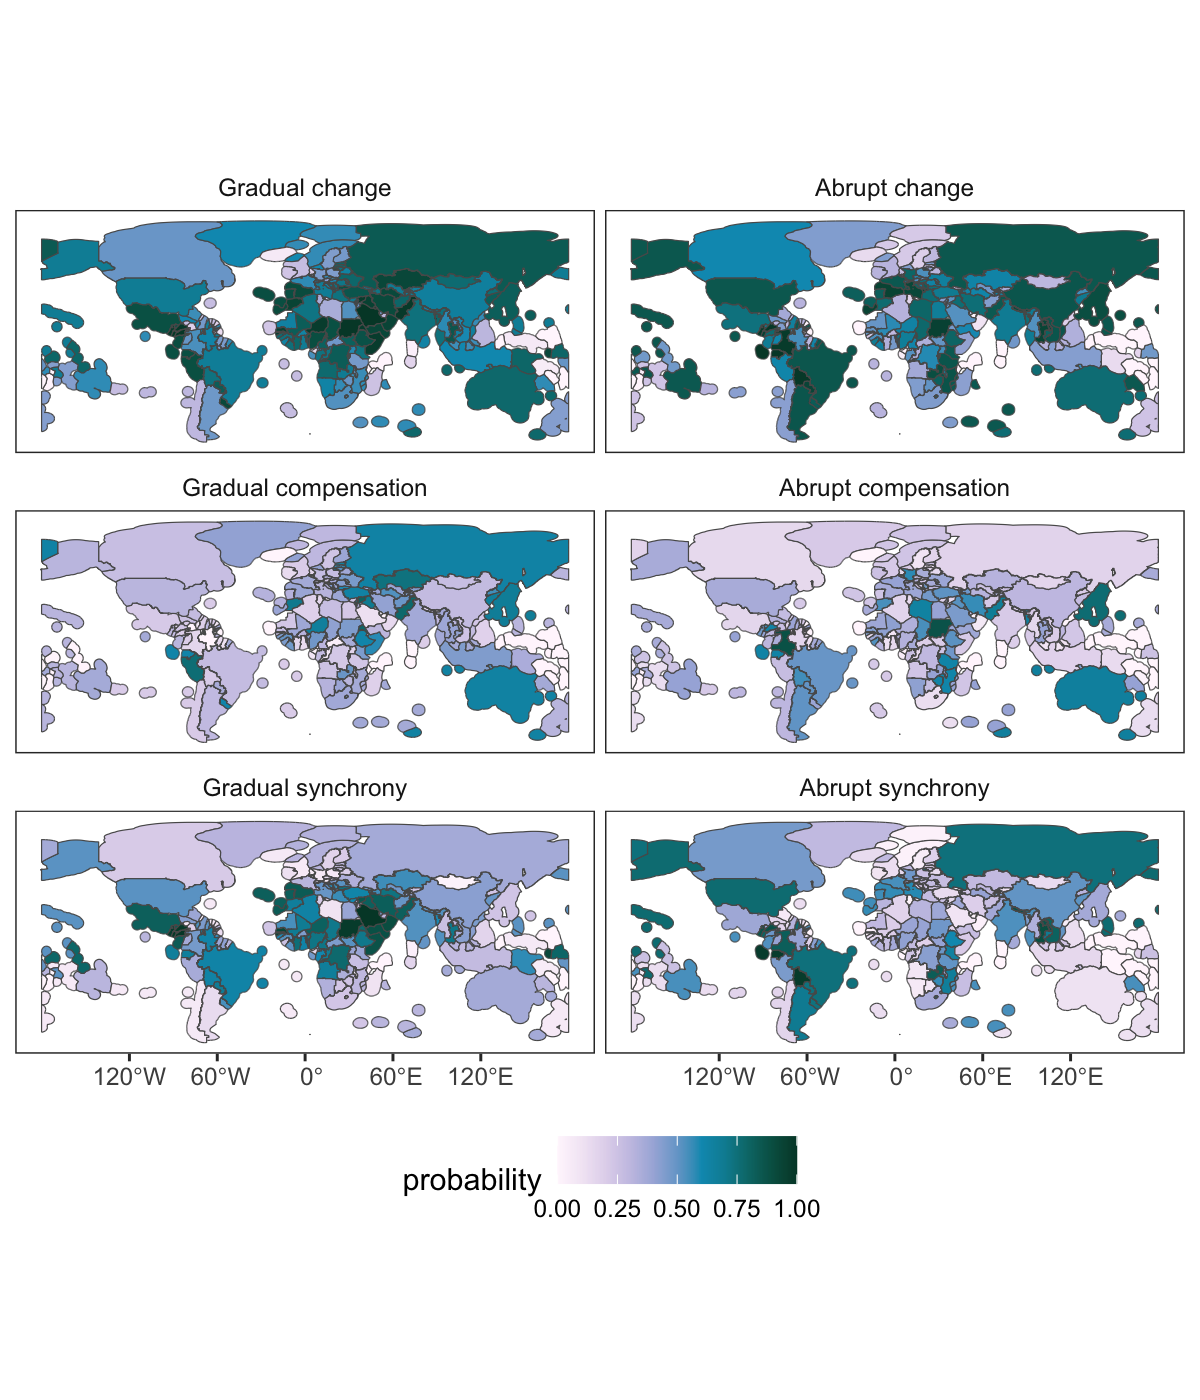 Gradual change
Abrupt change
Gradual compensation
Abrupt compensation
Gradual synchrony
Abrupt synchrony
120°W 60°W 0° 60°E 120°E
120°W 60°W 0° 60°E 120°E
probability
0.00 0.25 0.50 0.75 1.00